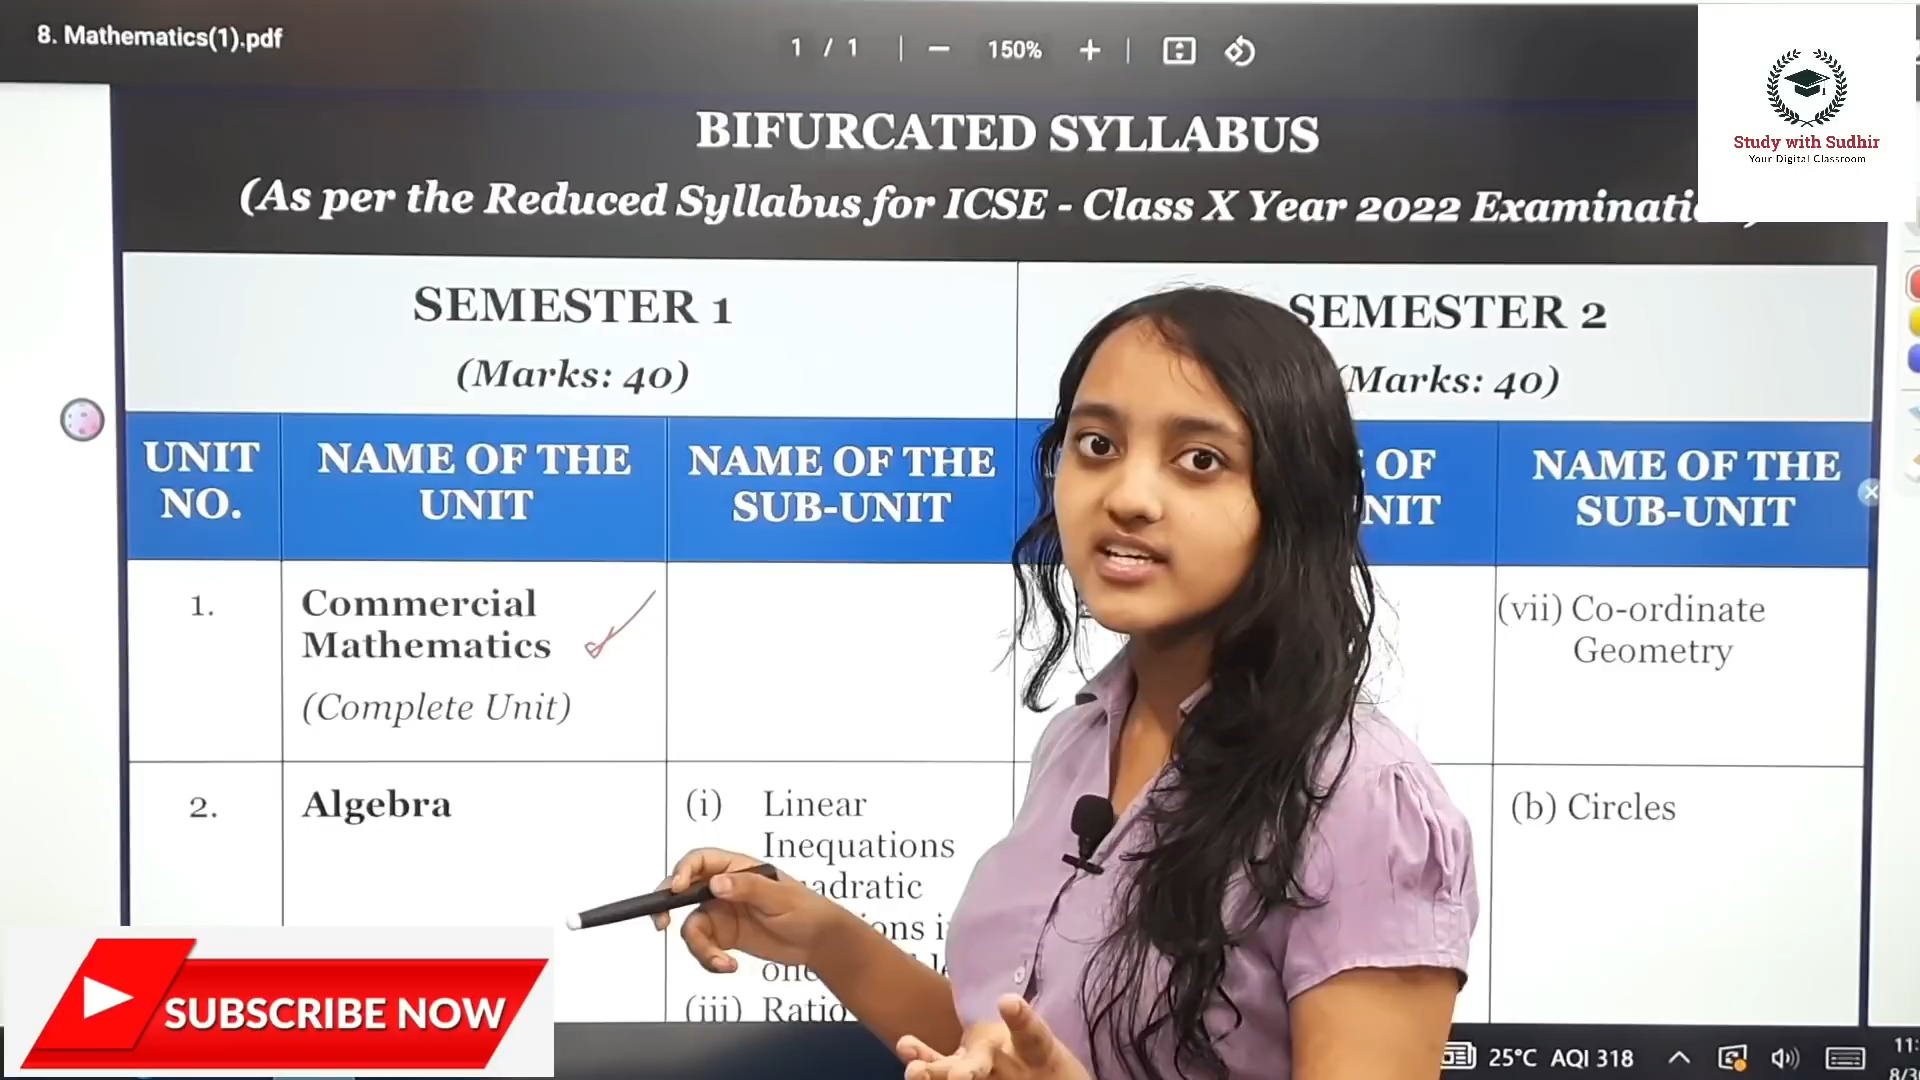 8. Mathematics(1).pdf
1 / 1
150%
Study with Sudhir
Your Digital Classroom
BIFURCATED SYLLABUS
(As per the Reduced Syllabus for ICSE - Class X Year 2022
SEMESTER 1
(Marks: 40)
SEMESTER 2
(Marks: 40)
UNIT
NO.
NAME OF THE
UNIT
NAME OF THE
SUB-UNIT
OF
NAME OF THE
SUB-UNIT
1.
Commercial
Mathematics
(Complete Unit)
(vii) Co-ordinate
Geometry
2.
Algebra
(i) Linear
Inequations
(iii) Ratio
(b) Circles
SUBSCRIBE NOW
25°C AQI 318